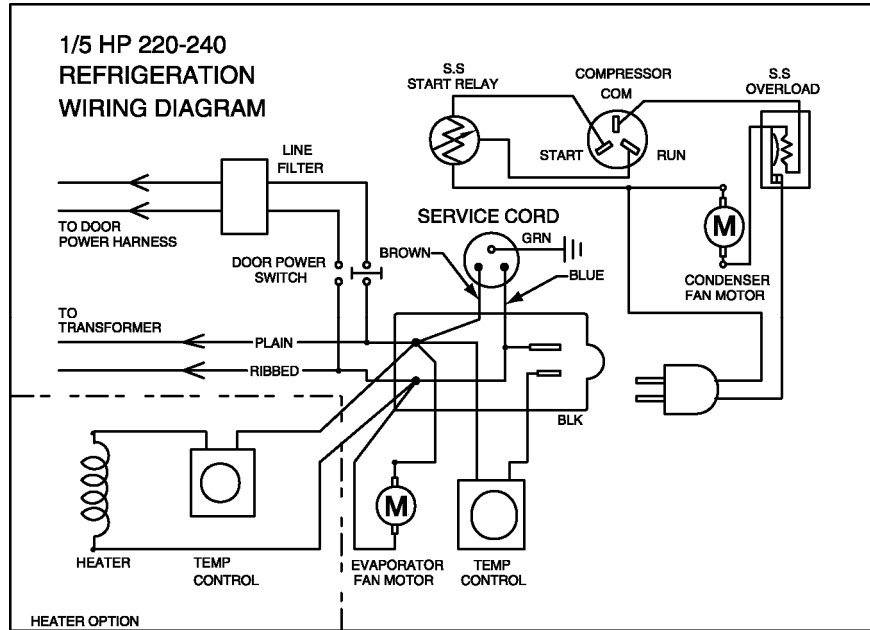 1/5 HP 220-240
REFRIGERATION
WIRING DIAGRAM
S.S
START RELAY
COMPRESSOR
COM
S.S
OVERLOAD
LINE
FILTER
START
RUN
TO DOOR
POWER HARNESS
SERVICE CORD
GRN
M
DOOR POWER
SWITCH
BROWN
BLUE
CONDENSER
FAN MOTOR
TO
TRANSFORMER
PLAIN
RIBBED
BLK
M
HEATER
TEMP
CONTROL
EVAPORATOR
FAN MOTOR
TEMP
CONTROL
HEATER OPTION